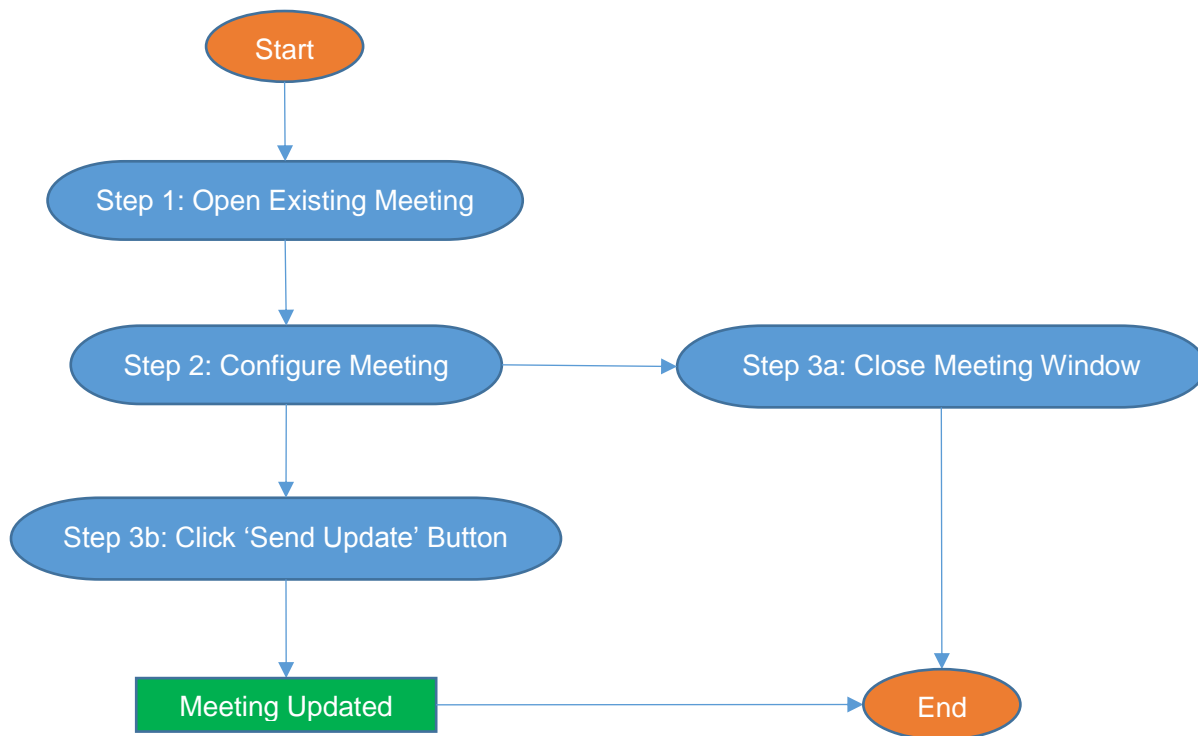 Start
Step 1: Open Existing Meeting
Step 2: Configure Meeting
Step 3a: Close Meeting Window
Step 3b: Click ‘Send Update’ Button
Meeting Updated
End